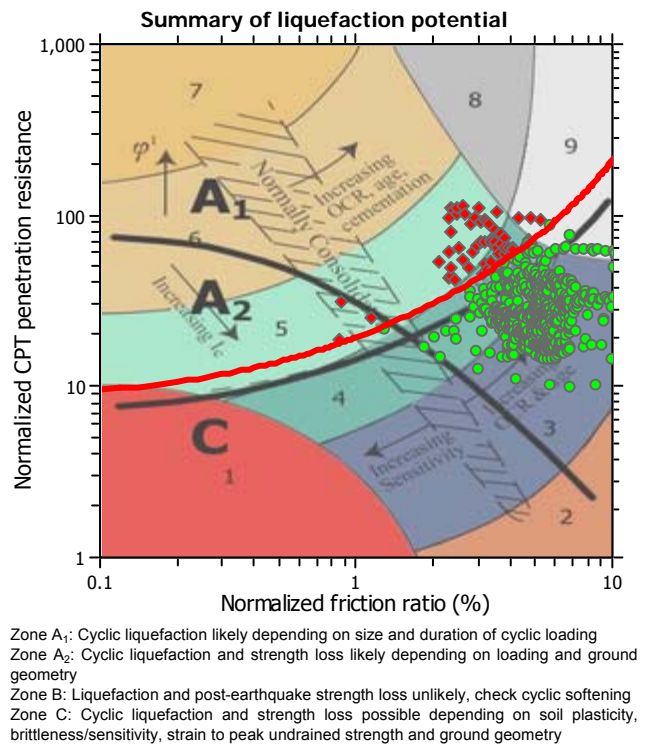 Summary of liquefaction potential
1,000
7
8
9
φ'
A1
Increasing
OCR- age,
cementation
Normally Consolid
100
6
A2
Increasing Ic
5
10
4
C
1
Increasing
Sensitivity
3
2
1
0.1
1
10
Normalized CPT penetration resistance
Normalized friction ratio (%)
Zone A1: Cyclic liquefaction likely depending on size and duration of cyclic loading
Zone A2: Cyclic liquefaction and strength loss likely depending on loading and ground
geometry
Zone B: Liquefaction and post-earthquake strength loss unlikely, check cyclic softening
Zone C: Cyclic liquefaction and strength loss possible depending on soil plasticity,
brittleness/sensitivity, strain to peak undrained strength and ground geometry